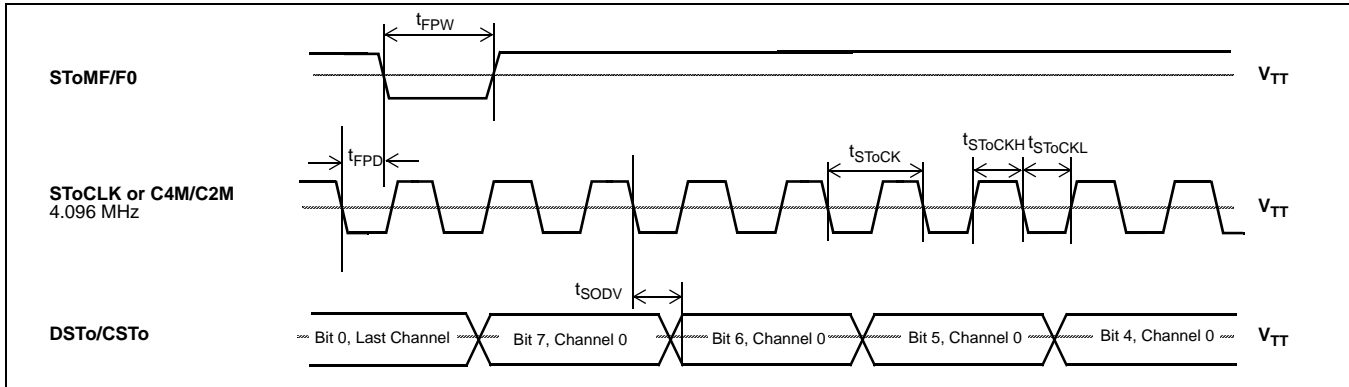 tFPW
SToMF/F0
VTT
tFPD
tSToCK
tSToCKH
tSToCKL
SToCLK or C4M/C2M
4.096 MHz
VTT
tSODV
DSTo/CSTo
Bit 0, Last Channel
Bit 7, Channel 0
Bit 6, Channel 0
Bit 5, Channel 0
Bit 4, Channel 0
VTT